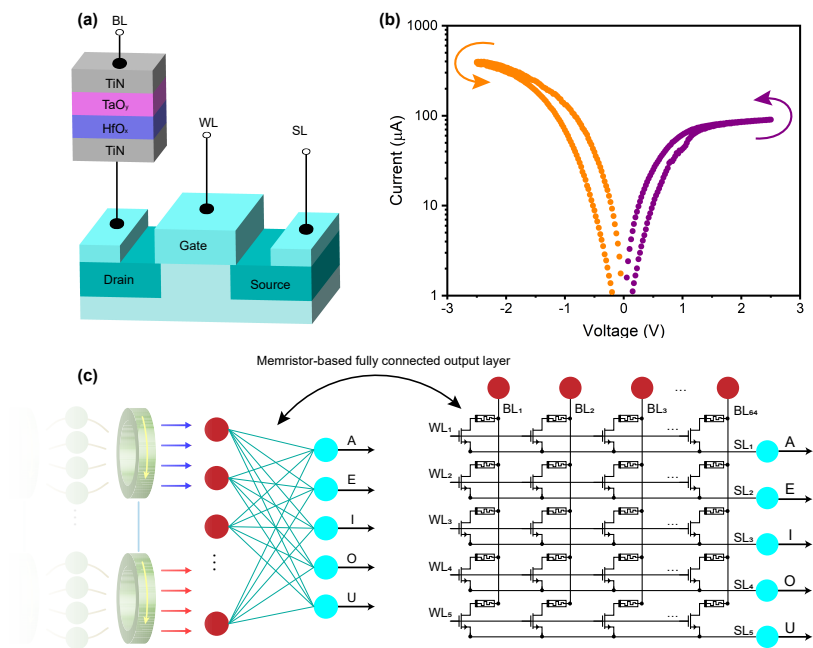 (a)
BL
TiN
TaOᵧ
HfOₓ
TiN
WL
SL
Gate
Drain
Source
(b)
Current (μA)
1000
100
10
1
-3
-2
-1
0
1
2
3
Voltage (V)
(c)
Memristor-based fully connected output layer
A
E
I
O
U
...
...
...
BL₁
BL₂
BL₃
...
BL₆₄
WL₁
...
SL₁
A
WL₂
...
SL₂
E
WL₃
...
SL₃
I
WL₄
...
SL₄
O
WL₅
...
SL₅
U